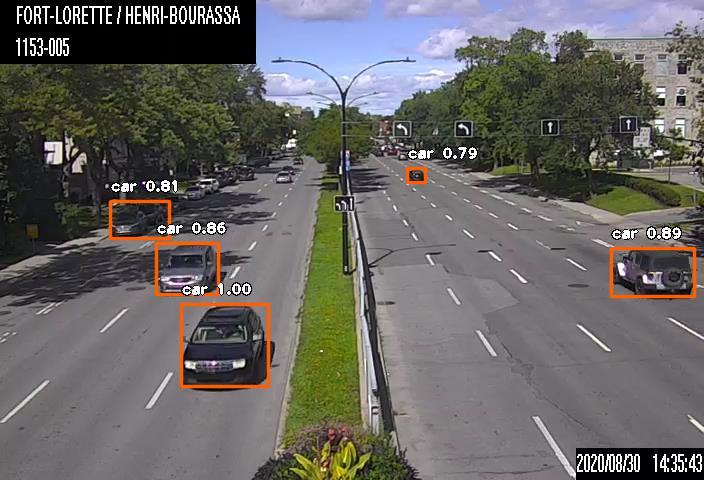 FORT-LORETTE / HENRI-BOURASSA
1153-005
car 0.79
car 0.81
car 0.86
car 0.89
car 1.00
2020/08/30 14:35:43